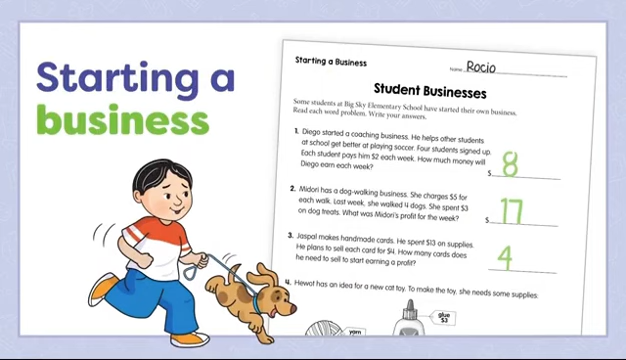 Starting a
business
Starting a Business
Name Rocio
Student Businesses
Some students at Big Sky Elementary School have started their own business.
Read each word problem. Write your answers.
1. Diego started a coaching business. He helps other students
at school get better at playing soccer. Four students signed up.
Each student pays him $2 each week. How much money will
Diego earn each week?
$ 8
2. Midori has a dog-walking business. She charges $5 for
each walk. Last week, she walked 4 dogs. She spent $3
on dog treats. What was Midori's profit for the week?
$ 17
3. Jaspal makes handmade cards. He spent $13 on supplies.
He plans to sell each card for $4. How many cards does
he need to sell to start earning a profit?
4
4. Hewat has an idea for a new cat toy. To make the toy, she needs some supplies:
yarn
glue
$3